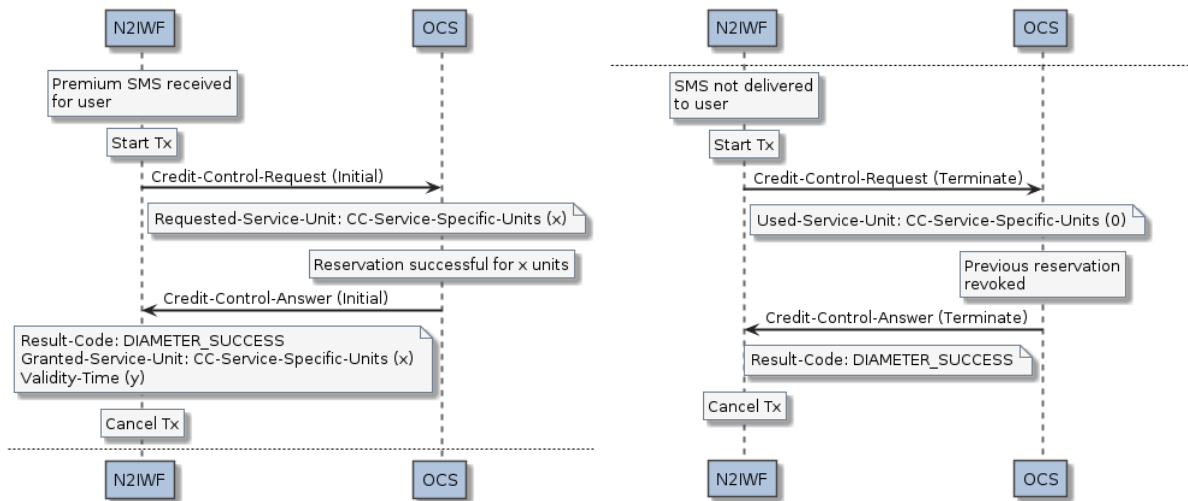 N2IWF
OCS
Premium SMS received
for user
Start Tx
Credit-Control-Request (Initial)
Requested-Service-Unit: CC-Service-Specific-Units (x)
Reservation successful for x units
Credit-Control-Answer (Initial)
Result-Code: DIAMETER_SUCCESS
Granted-Service-Unit: CC-Service-Specific-Units (x)
Validity-Time (y)
Cancel Tx
N2IWF
OCS
N2IWF
OCS
SMS not delivered
to user
Start Tx
Credit-Control-Request (Terminate)
Used-Service-Unit: CC-Service-Specific-Units (0)
Previous reservation
revoked
Credit-Control-Answer (Terminate)
Result-Code: DIAMETER_SUCCESS
Cancel Tx
N2IWF
OCS